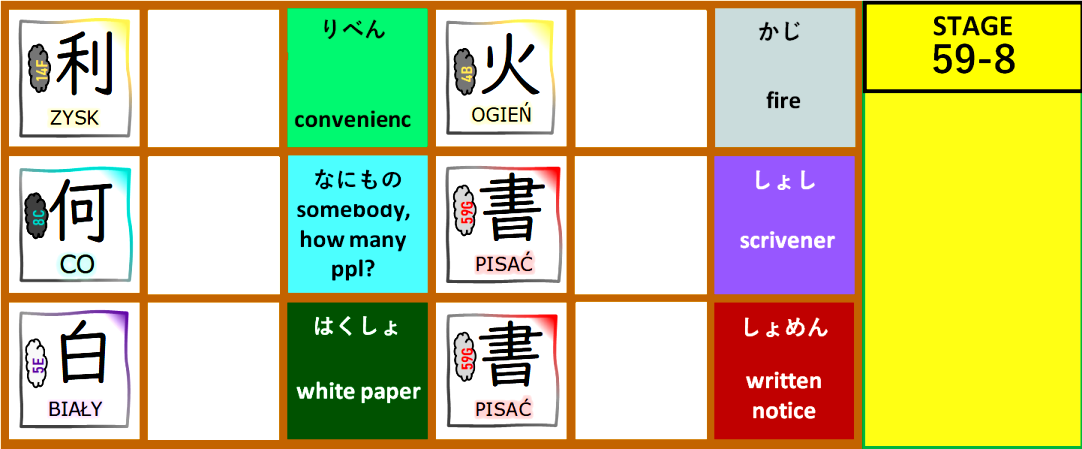 14F
利
ZYSK
りべん
convenienc
4B
火
OGIEŃ
かじ
fire
STAGE
59-8
8C
何
CO
なにもの
somebody,
how many
ppl?
59G
書
PISAĆ
しょし
scrivener
5E
白
BIAŁY
はくしょ
white paper
59G
書
PISAĆ
しょめん
written
notice